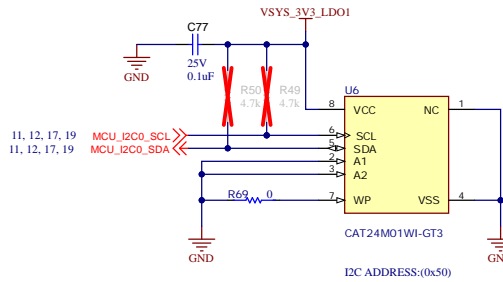 VSYS_3V3_LDO1
C77
25V
0.1uF
GND
R50
4.7k
R49
4.7k
U6
8 VCC NC 1
11, 12, 17, 19 MCU_I2C0_SCL 6 SCL
11, 12, 17, 19 MCU_I2C0_SDA 5 SDA
2 A1
3 A2
R69 0 7 WP VSS 4
CAT24M01WI-GT3
GND
I2C ADDRESS:(0x50)